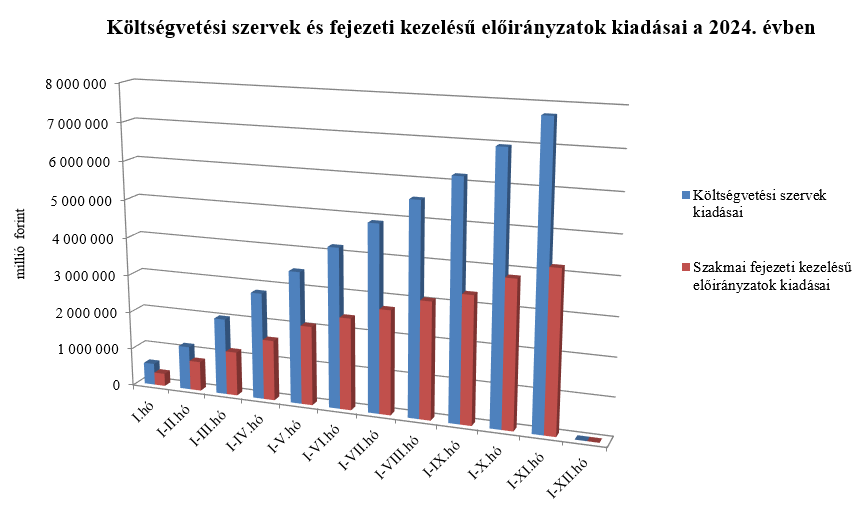 Költségvetési szervek és fejezeti kezelésű előirányzatok kiadásai a 2024. évben
8 000 000
7 000 000
6 000 000
5 000 000
4 000 000
3 000 000
2 000 000
1 000 000
0
millió forint
I.hó
I-II.hó
I-III.hó
I-IV.hó
I-V.hó
I-VI.hó
I-VII.hó
I-VIII.hó
I-IX.hó
I-X.hó
I-XI.hó
I-XII.hó
Költségvetési szervek
kiadásai
Szakmai fejezeti kezelésű
előirányzatok kiadásai